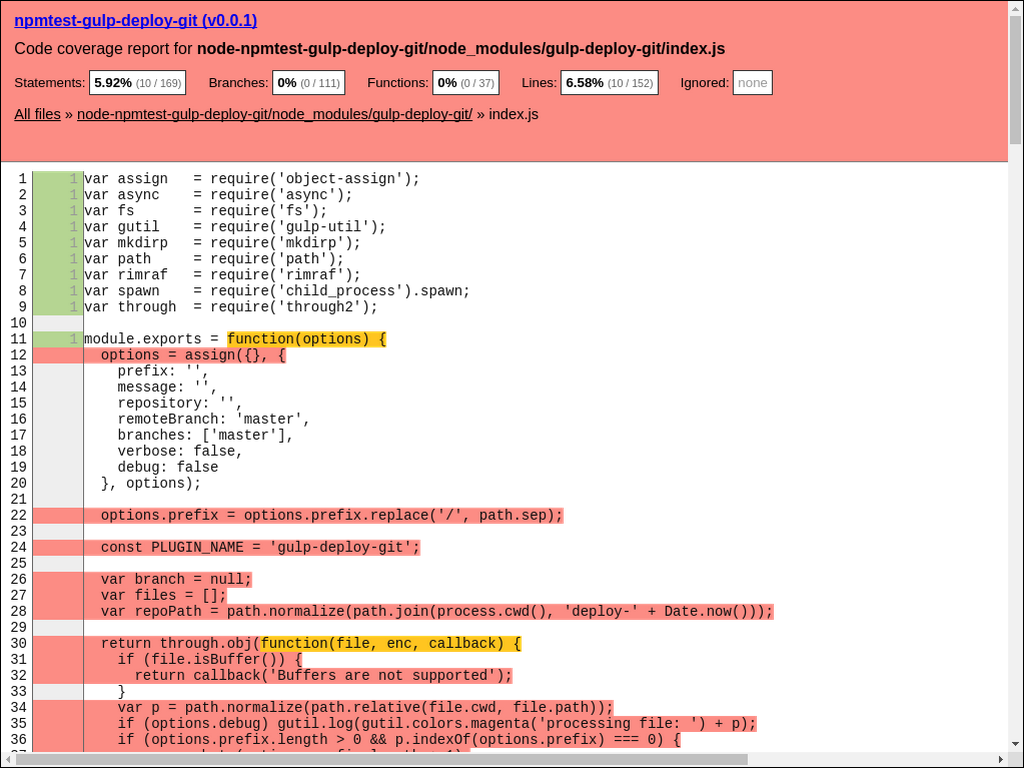 npmtest-gulp-deploy-git (v0.0.1)
Code coverage report for node-npmtest-gulp-deploy-git/node_modules/gulp-deploy-git/index.js
Statements: 5.92% (10 / 169) Branches: 0% (0 / 111) Functions: 0% (0 / 37) Lines: 6.58% (10 / 152) Ignored: none
All files » node-npmtest-gulp-deploy-git/node_modules/gulp-deploy-git/ » index.js
1 1 var assign   = require('object-assign');
2 1 var async    = require('async');
3 1 var fs       = require('fs');
4 1 var gutil    = require('gulp-util');
5 1 var mkdirp   = require('mkdirp');
6 1 var path     = require('path');
7 1 var rimraf   = require('rimraf');
8 1 var spawn    = require('child_process').spawn;
9 1 var through  = require('through2');
10
11 1 module.exports = function(options) {
12   options = assign({}, {
13     prefix: '',
14     message: '',
15     repository: '',
16     remoteBranch: 'master',
17     branches: ['master'],
18     verbose: false,
19     debug: false
20   }, options);
21
22   options.prefix = options.prefix.replace('/', path.sep);
23
24   const PLUGIN_NAME = 'gulp-deploy-git';
25
26   var branch = null;
27   var files = [];
28   var repoPath = path.normalize(path.join(process.cwd(), 'deploy-' + Date.now()));
29
30   return through.obj(function(file, enc, callback) {
31     if (file.isBuffer()) {
32       return callback('Buffers are not supported');
33     }
34     var p = path.normalize(path.relative(file.cwd, file.path));
35     if (options.debug) gutil.log(gutil.colors.magenta('processing file: ') + p);
36     if (options.prefix.length > 0 && p.indexOf(options.prefix) === 0) {